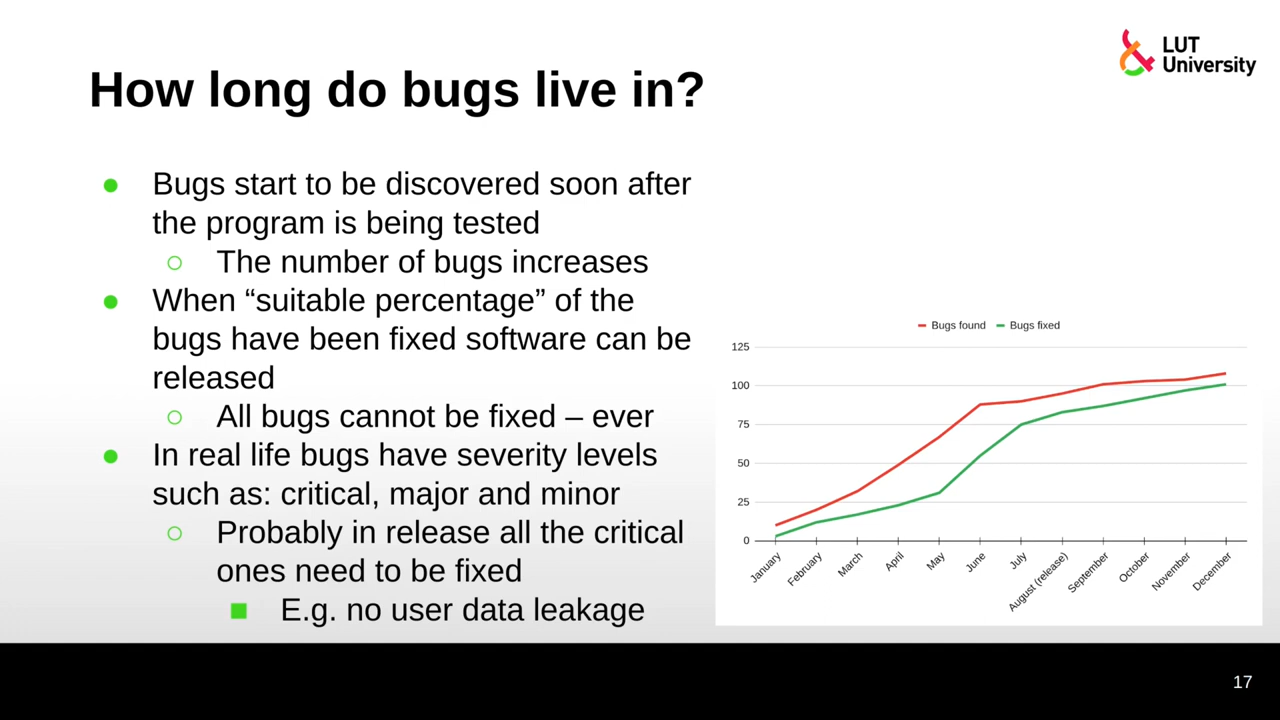 LUT
University
How long do bugs live in?
● Bugs start to be discovered soon after
the program is being tested
○ The number of bugs increases
● When “suitable percentage” of the
bugs have been fixed software can be
released
○ All bugs cannot be fixed – ever
● In real life bugs have severity levels
such as: critical, major and minor
○ Probably in release all the critical
ones need to be fixed
■ E.g. no user data leakage
Bugs found Bugs fixed
125
100
75
50
25
0
January
February
March
April
May
June
July
August (release)
September
October
November
December
17